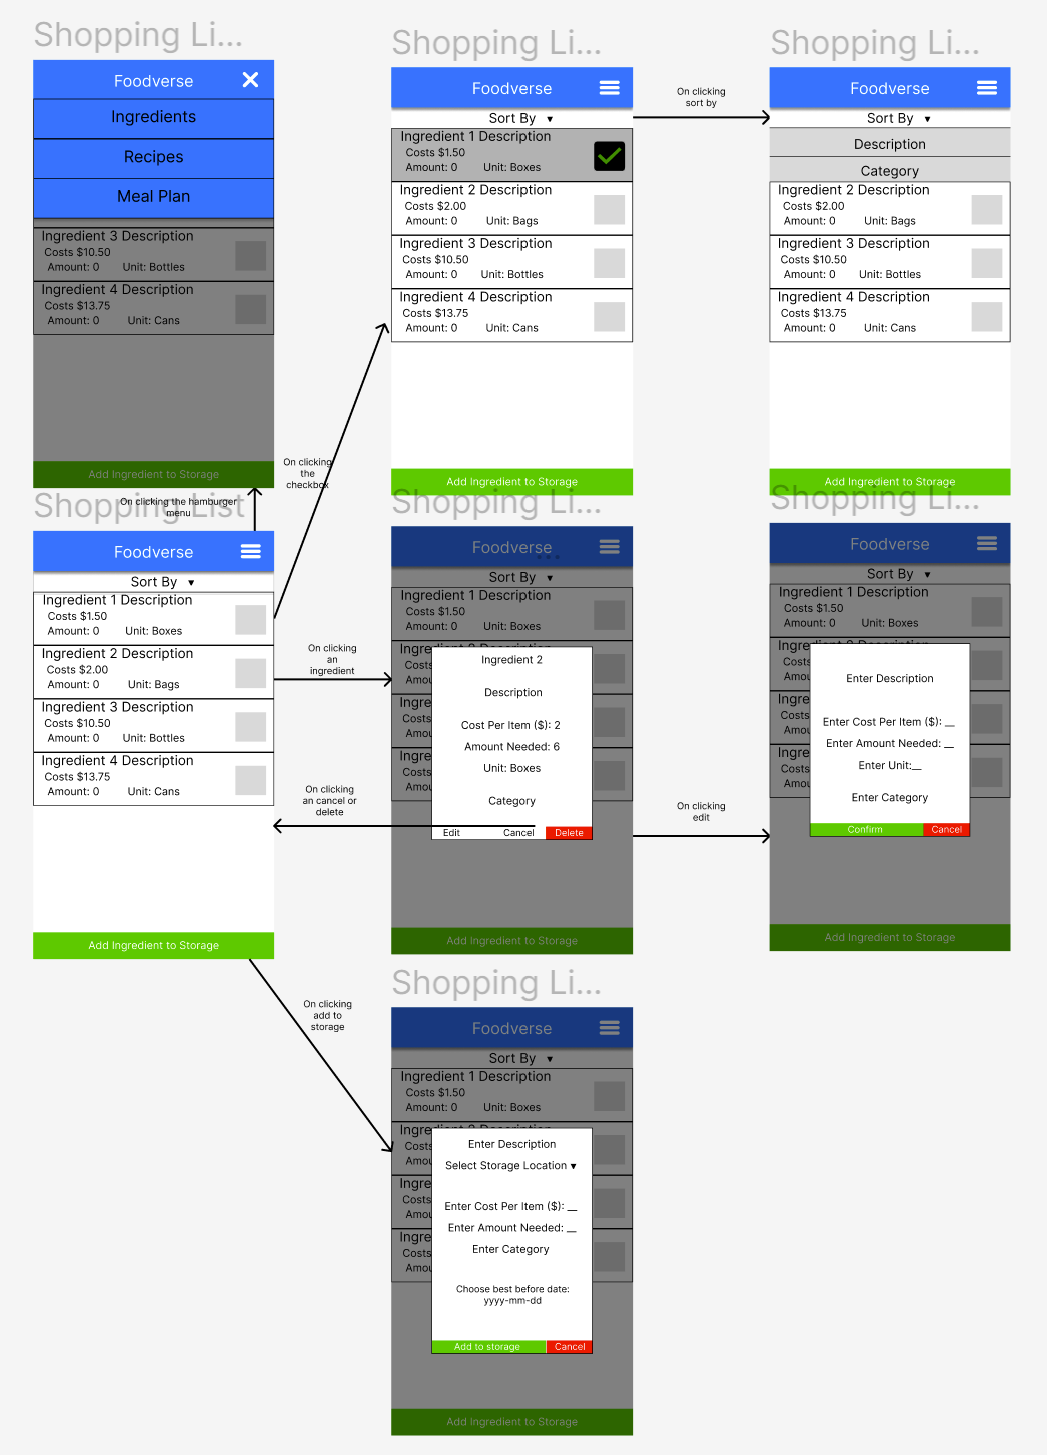 Shopping Li...
Foodverse
Ingredients
Recipes
Meal Plan
Ingredient 3 Description
Costs $10.50
Amount: 0 Unit: Bottles
Ingredient 4 Description
Costs $13.75
Amount: 0 Unit: Cans
Add Ingredient to Storage
Shopping Li...
Foodverse
Sort By ▼
Ingredient 1 Description
Costs $1.50
Amount: 0 Unit: Boxes
Ingredient 2 Description
Costs $2.00
Amount: 0 Unit: Bags
Ingredient 3 Description
Costs $10.50
Amount: 0 Unit: Bottles
Ingredient 4 Description
Costs $13.75
Amount: 0 Unit: Cans
Add Ingredient to Storage
On clicking
sort by
Shopping Li...
Foodverse
Sort By ▼
Description
Category
Ingredient 2 Description
Costs $2.00
Amount: 0 Unit: Bags
Ingredient 3 Description
Costs $10.50
Amount: 0 Unit: Bottles
Ingredient 4 Description
Costs $13.75
Amount: 0 Unit: Cans
Add Ingredient to Storage
On clicking
the
checkbox
On clicking the hamburger
menu
Shopping List
Foodverse
Sort By ▼
Ingredient 1 Description
Costs $1.50
Amount: 0 Unit: Boxes
Ingredient 2 Description
Costs $2.00
Amount: 0 Unit: Bags
Ingredient 3 Description
Costs $10.50
Amount: 0 Unit: Bottles
Ingredient 4 Description
Costs $13.75
Amount: 0 Unit: Cans
Add Ingredient to Storage
On clicking
an
ingredient
On clicking
an cancel or
delete
Shopping Li...
Foodverse
Sort By ▼
Ingredient 1 Description
Costs $1.50
Amount: 0 Unit: Boxes
Ingredient 2
Description
Cost Per Item ($): 2
Amount Needed: 6
Unit: Boxes
Category
Edit Cancel Delete
Add Ingredient to Storage
On clicking
edit
Shopping Li...
Foodverse
Sort By ▼
Ingredient 1 Description
Costs $1.50
Amount: 0 Unit: Boxes
Enter Description
Enter Cost Per Item ($): __
Enter Amount Needed: __
Enter Unit:__
Enter Category
Confirm Cancel
Add Ingredient to Storage
On clicking
add to
storage
Shopping Li...
Foodverse
Sort By ▼
Ingredient 1 Description
Costs $1.50
Amount: 0 Unit: Boxes
Enter Description
Select Storage Location ▼
Enter Cost Per Item ($): __
Enter Amount Needed: __
Enter Category
Choose best before date:
yyyy-mm-dd
Add to storage Cancel
Add Ingredient to Storage